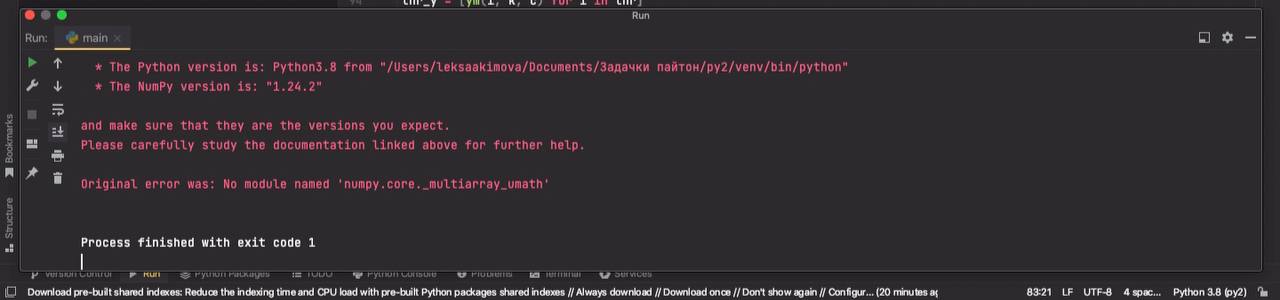 94
thr_y = [ym(i, k, c) for i in thr]
Run
Run:
main
* The Python version is: Python3.8 from "/Users/leksaakimova/Documents/Задачки пайтон/py2/venv/bin/python"
* The NumPy version is: "1.24.2"
and make sure that they are the versions you expect.
Please carefully study the documentation linked above for further help.
Original error was: No module named 'numpy.core._multiarray_umath'
Process finished with exit code 1
Bookmarks
Structure
Version Control Run Python Packages TODO Python Console Problems Terminal Services
Download pre-built shared indexes: Reduce the indexing time and CPU load with pre-built Python packages shared indexes // Always download // Download once // Don't show again // Configur... (20 minutes ag 83:21 LF UTF-8 4 spac... Python 3.8 (py2)